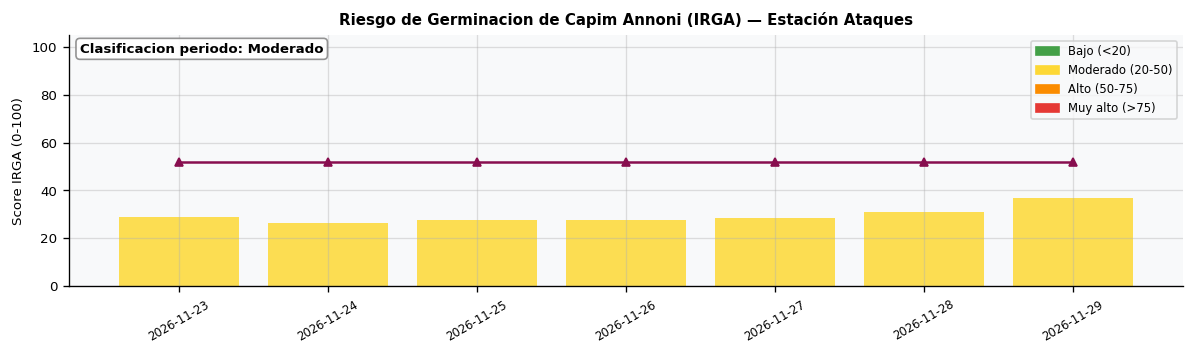 Riesgo de Germinacion de Capim Annoni (IRGA) — Estación Ataques
Clasificacion periodo: Moderado
Bajo (<20)
Moderado (20-50)
Alto (50-75)
Muy alto (>75)
Score IRGA (0-100)
100
80
60
40
20
0
2026-11-23
2026-11-24
2026-11-25
2026-11-26
2026-11-27
2026-11-28
2026-11-29